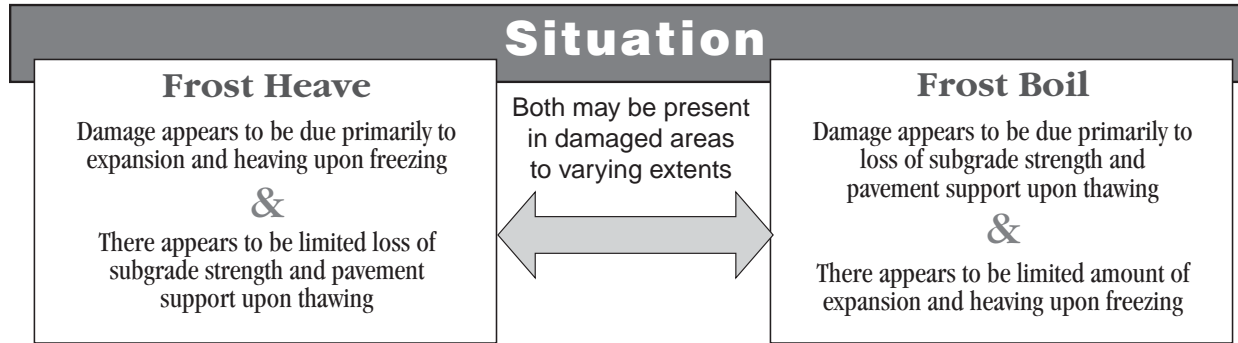 Situation
Frost Heave
Damage appears to be due primarily to
expansion and heaving upon freezing
&
There appears to be limited loss of
subgrade strength and pavement
support upon thawing
Both may be present
in damaged areas
to varying extents
Frost Boil
Damage appears to be due primarily to
loss of subgrade strength and
pavement support upon thawing
&
There appears to be limited amount of
expansion and heaving upon freezing